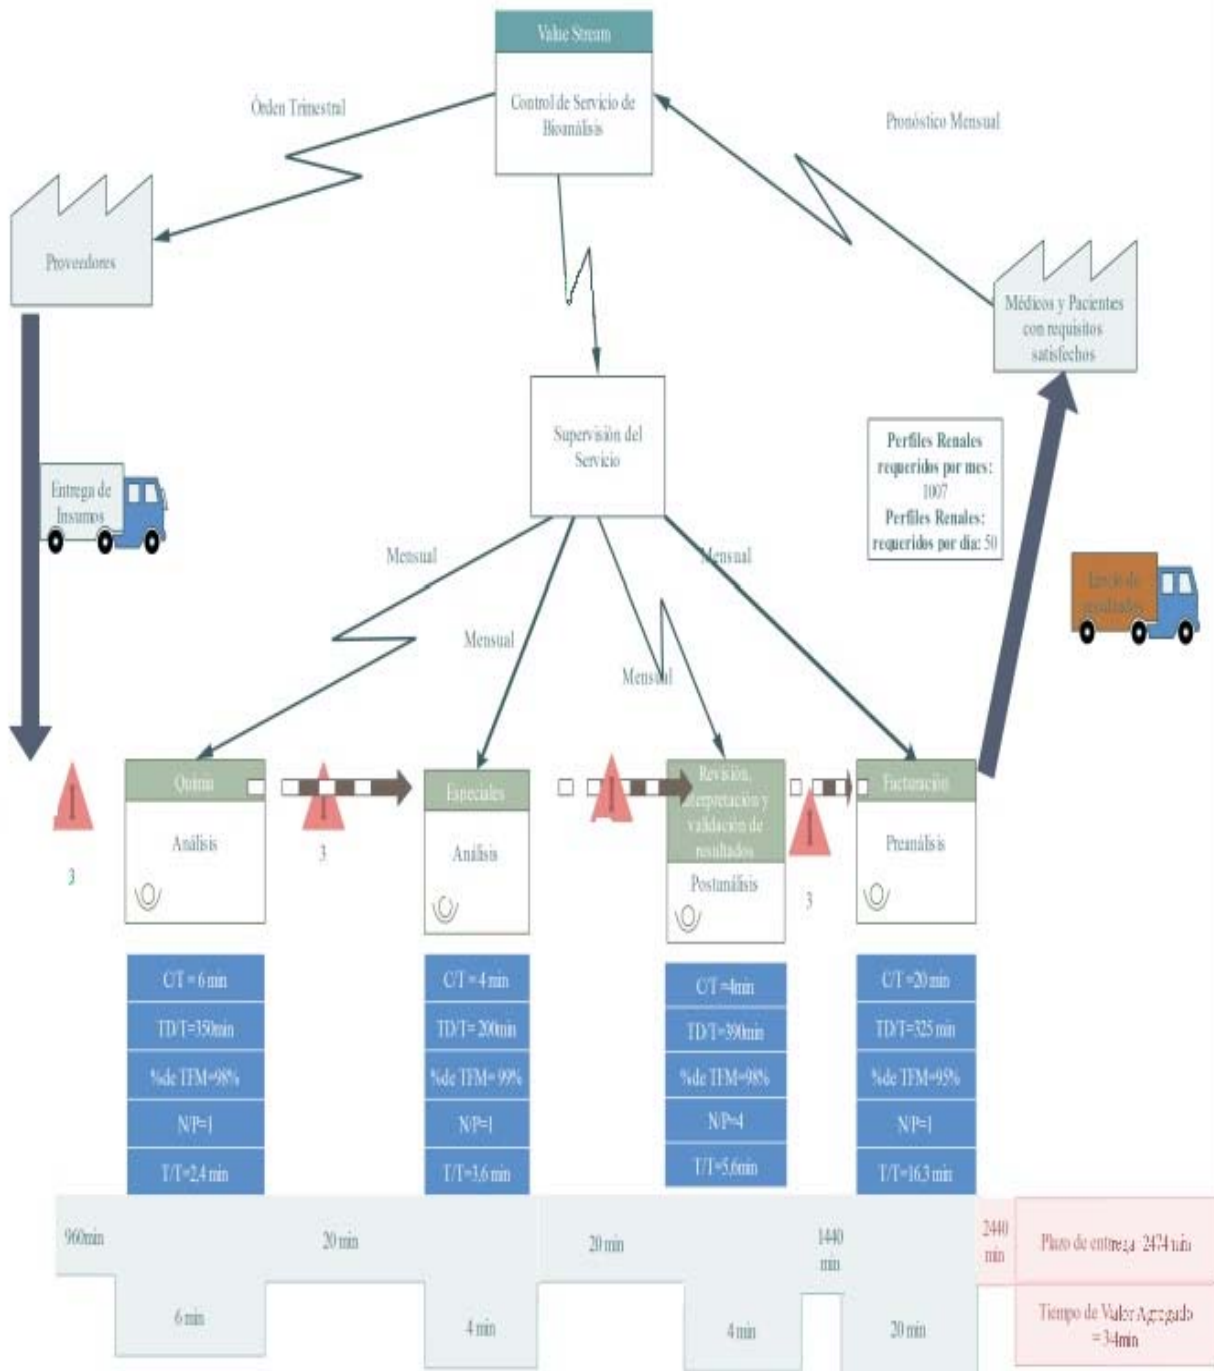 Value Stream
Control de Servicio de
Bioanálisis
Órden Trimestral
Pronóstico Mensual
Proveedores
Médicos y Pacientes
con requisitos
satisfechos
Supervisión del
Servicio
Perfiles Renales
requeridos por mes:
1007
Perfiles Renales:
requeridos por día: 50
Entrega de
Insumos
Envío de
resultados
Mensual
Mensual
Mensual
Mensual
Análisis
3
3
Especiales
Análisis
Revisión,
interpretación y
validación de
resultados
Postanálisis
3
Facturación
Preanálisis
C/T = 6 min
TD/T=350min
%de TFM=98%
N/P=1
T/T=2,4 min
C/T = 4 min
TD/T= 200min
%de TFM= 99%
N/P=1
T/T=3,6 min
C/T =4min
TD/T=390min
%de TFM=98%
N/P=4
T/T=5,6min
C/T =20 min
TD/T=325 min
%de TFM=95%
N/P=1
T/T=16,3 min
960min
20 min
20 min
1440
min
2440
min
Plazo de entrega: 2474 min
6 min
4 min
4 min
20 min
Tiempo de Valor Agregado
= 34min